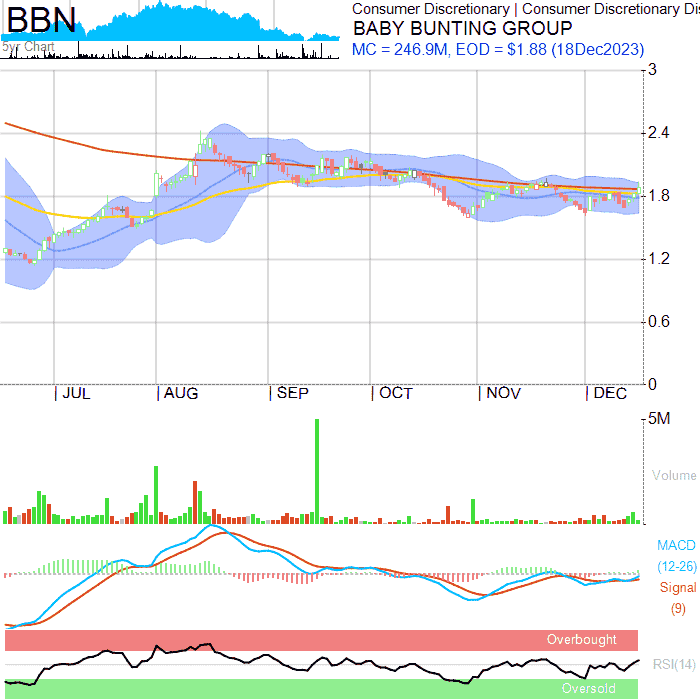 BBN
5yr Chart
Consumer Discretionary | Consumer Discretionary Dis
BABY BUNTING GROUP
MC = 246.9M, EOD = $1.88 (18Dec2023)
3
2.4
1.8
1.2
0.6
0
JUL AUG SEP OCT NOV DEC
5M
Volume
MACD
(12-26)
Signal
(9)
Overbought
RSI(14)
Oversold